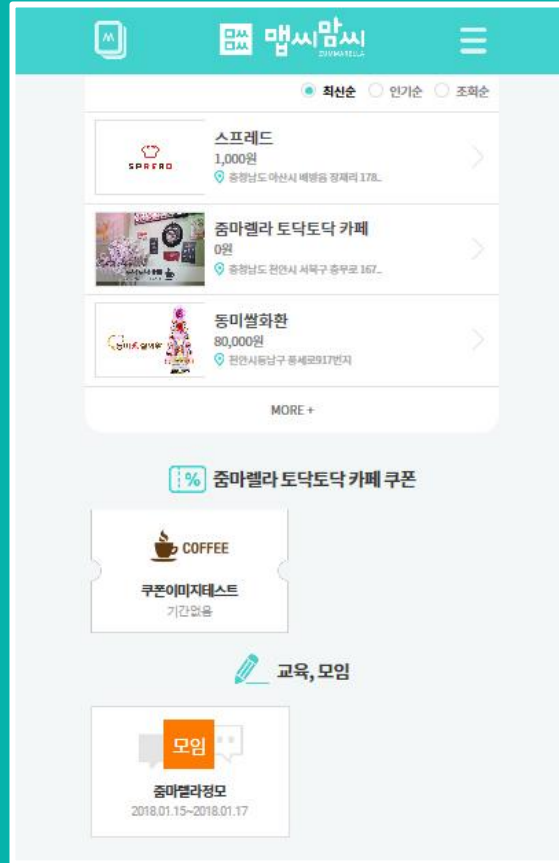 M
맵씨맘씨
ZUMMARELLA
최신순 인기순 조회순
SPREAD
스프레드
1,000원
충청남도 아산시 배방읍 장재리 178...
줌마렐라 토닥토닥 카페
0원
충청남도 천안시 서북구 충무로 167...
동미쌀화환
80,000원
천안시동남구 풍세로917번지
MORE +
% 줌마렐라 토닥토닥 카페 쿠폰
COFFEE
쿠폰이미지테스트
기간없음
교육, 모임
모임
줌마렐라정모
2018.01.15~2018.01.17